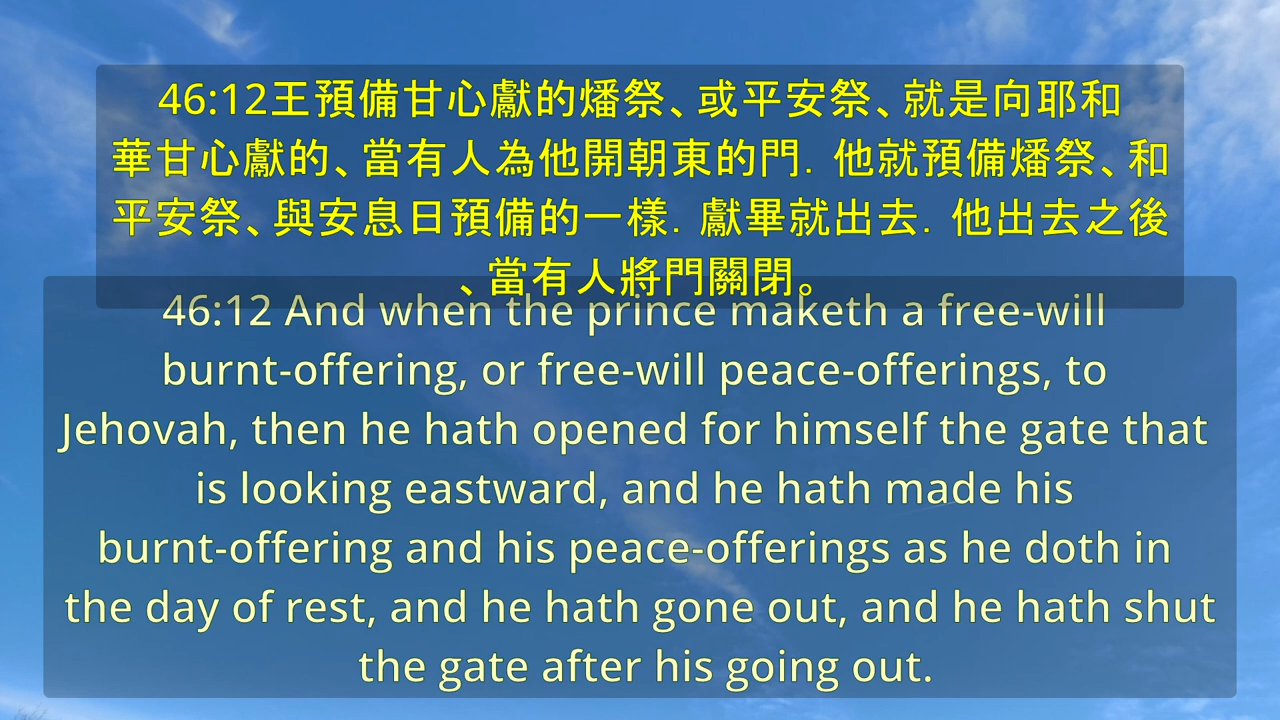 46:12王預備甘心獻的燔祭、或平安祭、就是向耶和
華甘心獻的、當有人為他開朝東的門．他就預備燔祭、和
平安祭、與安息日預備的一樣．獻畢就出去．他出去之後
、當有人將門關閉。
46:12 And when the prince maketh a free-will
burnt-offering, or free-will peace-offerings, to
Jehovah, then he hath opened for himself the gate that
is looking eastward, and he hath made his
burnt-offering and his peace-offerings as he doth in
the day of rest, and he hath gone out, and he hath shut
the gate after his going out.